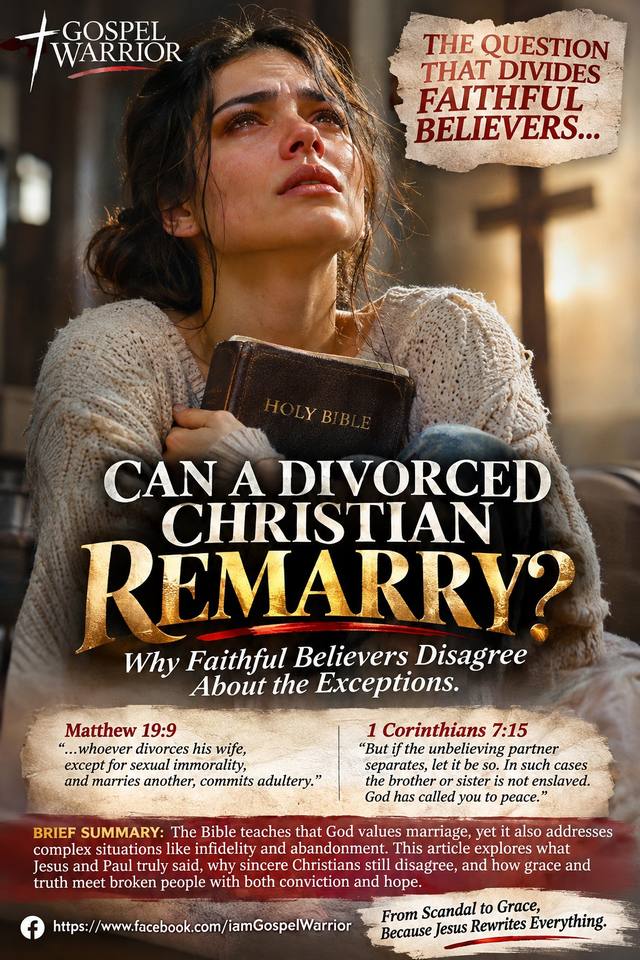 GOSPEL
WARRIOR
THE QUESTION
THAT DIVIDES
FAITHFUL
BELIEVERS...
HOLY BIBLE
CAN A DIVORCED
CHRISTIAN
REMARRY?
Why Faithful Believers Disagree
About the Exceptions.
Matthew 19:9
“...whoever divorces his wife,
except for sexual immorality,
and marries another, commits adultery.”
1 Corinthians 7:15
“But if the unbelieving partner
separates, let it be so. In such cases
the brother or sister is not enslaved.
God has called you to peace.”
BRIEF SUMMARY: The Bible teaches that God values marriage, yet it also addresses
complex situations like infidelity and abandonment. This article explores what
Jesus and Paul truly said, why sincere Christians still disagree, and how grace and
truth meet broken people with both conviction and hope.
https://www.facebook.com/iamGospelWarrior
From Scandal to Grace,
Because Jesus Rewrites Everything.